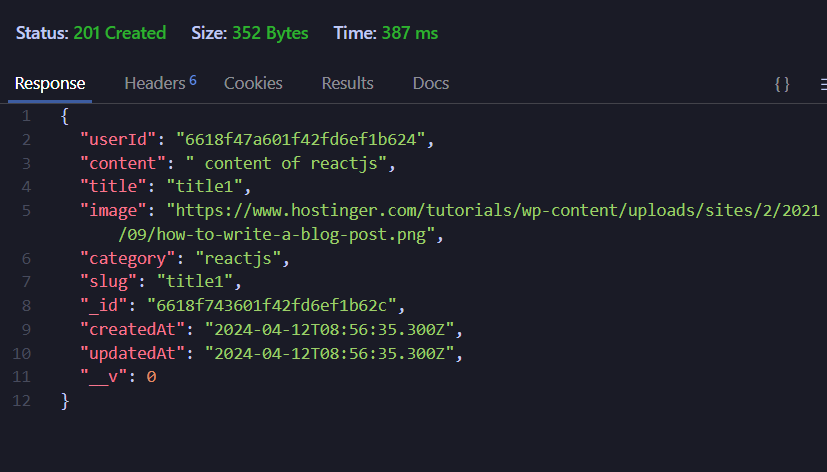 Status: 201 Created Size: 352 Bytes Time: 387 ms
Response Headers 6 Cookies Results Docs { }
1 {
2 "userId": "6618f47a601f42fd6ef1b624",
3 "content": " content of reactjs",
4 "title": "title1",
5 "image": "https://www.hostinger.com/tutorials/wp-content/uploads/sites/2/2021
/09/how-to-write-a-blog-post.png",
6 "category": "reactjs",
7 "slug": "title1",
8 "_id": "6618f743601f42fd6ef1b62c",
9 "createdAt": "2024-04-12T08:56:35.300Z",
10 "updatedAt": "2024-04-12T08:56:35.300Z",
11 "__v": 0
12 }